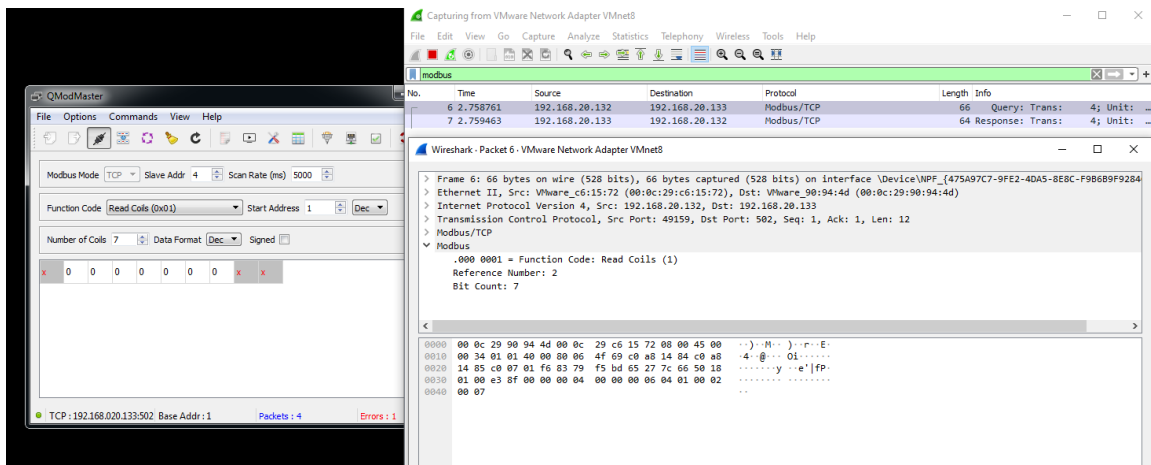 QModMaster
File Options Commands View Help
Modbus Mode TCP Slave Addr 4 Scan Rate (ms) 5000
Function Code Read Coils (0x01) Start Address 1 Dec
Number of Coils 7 Data Format Dec Signed
x 0 0 0 0 0 0 0 x x
TCP : 192.168.020.133:502 Base Addr : 1 Packets : 4 Errors : 1
Capturing from VMware Network Adapter VMnet8
File Edit View Go Capture Analyze Statistics Telephony Wireless Tools Help
modbus
No. Time Source Destination Protocol Length Info
6 2.758761 192.168.20.132 192.168.20.133 Modbus/TCP 66 Query: Trans: 4; Unit: …
7 2.759463 192.168.20.133 192.168.20.132 Modbus/TCP 64 Response: Trans: 4; Unit: …
Wireshark · Packet 6 · VMware Network Adapter VMnet8
Frame 6: 66 bytes on wire (528 bits), 66 bytes captured (528 bits) on interface \Device\NPF_{475A97C7-9FE2-4DA5-8E8C-F9B6B9F9284
Ethernet II, Src: VMware_c6:15:72 (00:0c:29:c6:15:72), Dst: VMware_90:94:4d (00:0c:29:90:94:4d)
Internet Protocol Version 4, Src: 192.168.20.132, Dst: 192.168.20.133
Transmission Control Protocol, Src Port: 49159, Dst Port: 502, Seq: 1, Ack: 1, Len: 12
Modbus/TCP
Modbus
.000 0001 = Function Code: Read Coils (1)
Reference Number: 2
Bit Count: 7
0000 00 0c 29 90 94 4d 00 0c 29 c6 15 72 08 00 45 00 ··)··M·· )··r··E·
0010 00 34 01 01 40 00 80 06 4f 69 c0 a8 14 84 c0 a8 ·4··@··· Oi······
0020 14 85 c0 07 01 f6 83 79 f5 bd 65 27 7c 66 50 18 ·······y ··e'|fP·
0030 01 00 e3 8f 00 00 00 04 00 00 00 06 04 01 00 02 ········ ········
0040 00 07 ··